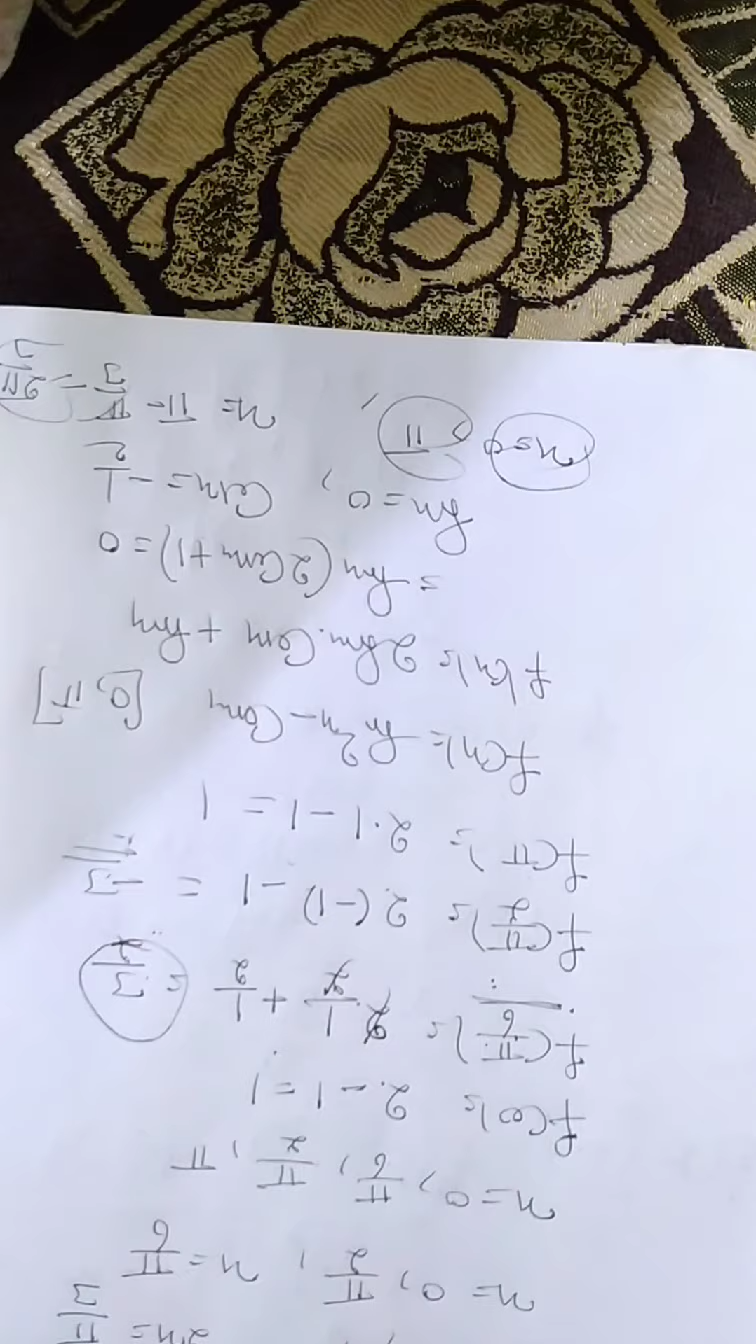 2x = π/3
x = 0, π/2, x = π/6
x = 0, π/6, π/2, π
f(0) = 2 - 1 = 1
f(π/6) = 2 · 1/2 + 1/2 = 3/2
f(π/2) = 2(-1) - 1 = -3
f(π) = 2·1 - 1 = 1
f(x) = sin²x - cosx [0, π]
f'(x) = 2sinx·cosx + sinx
= sinx(2cosx + 1) = 0
sinx = 0, cosx = -1/2
x = 0, π, x = π - π/3 = 2π/3